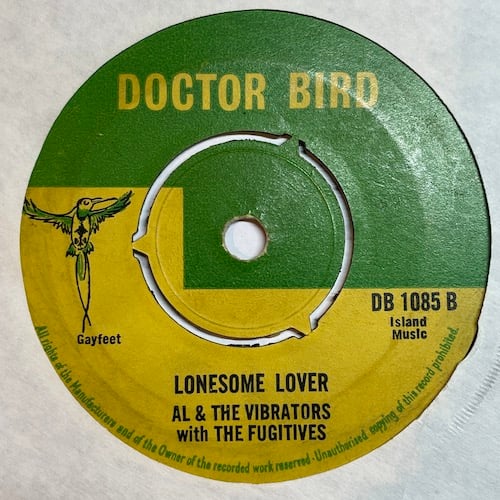 DOCTOR BIRD
Gayfeet
DB 1085 B
Island
Music
LONESOME LOVER
AL & THE VIBRATORS
with THE FUGITIVES
All rights of the Manufacturers and of the Owner of the recorded work reserved · Unauthorised copying of this record prohibited.